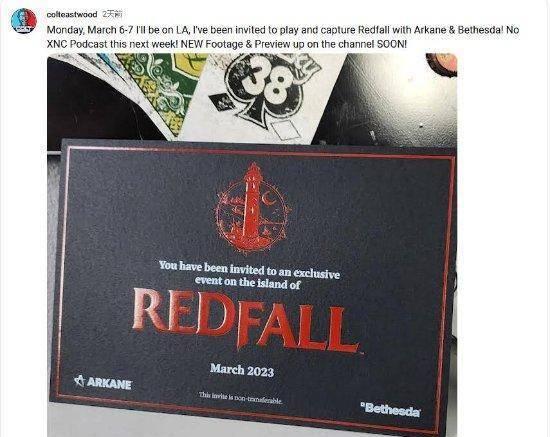 colteastwood 2天前
Monday, March 6-7 I'll be on LA, I've been invited to play and capture Redfall with Arkane & Bethesda! No
XNC Podcast this next week! NEW Footage & Preview up on the channel SOON!
38
You have been invited to an exclusive
event on the island of
REDFALL
March 2023
ARKANE
This invite is non-transferable.
Bethesda